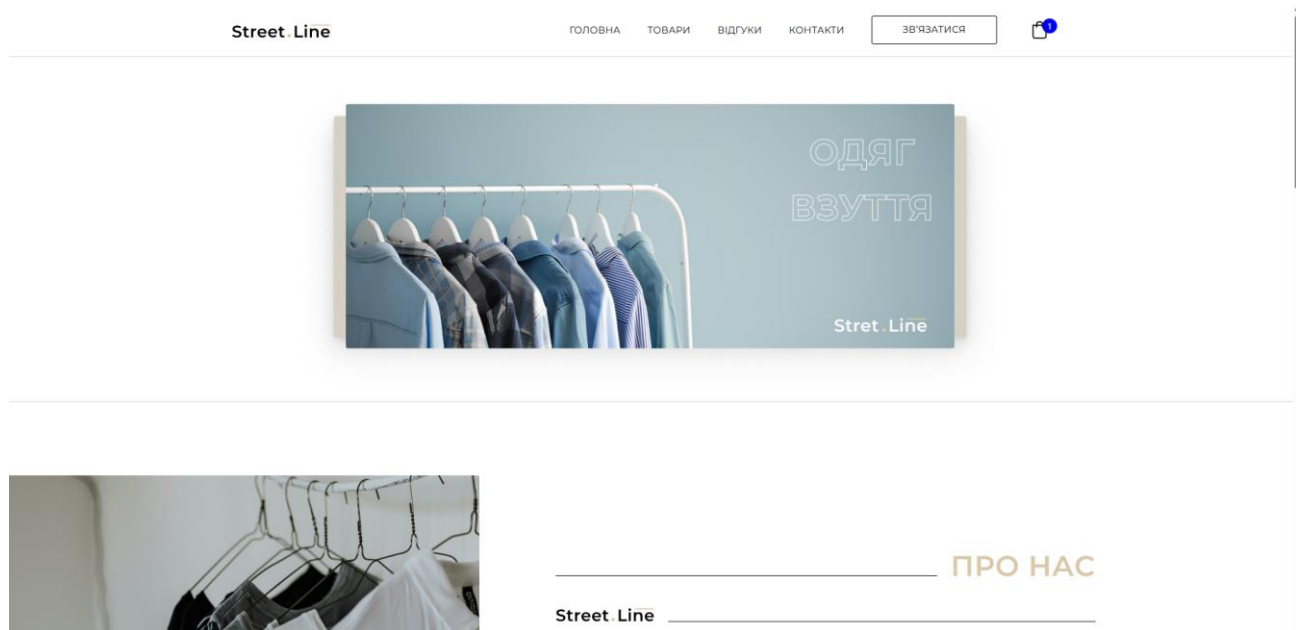 Street.Line
ГОЛОВНА ТОВАРИ ВІДГУКИ КОНТАКТИ ЗВ'ЯЗАТИСЯ 1
ОДЯГ
ВЗУТТЯ
Stret.Line
ПРО НАС
Street.Line